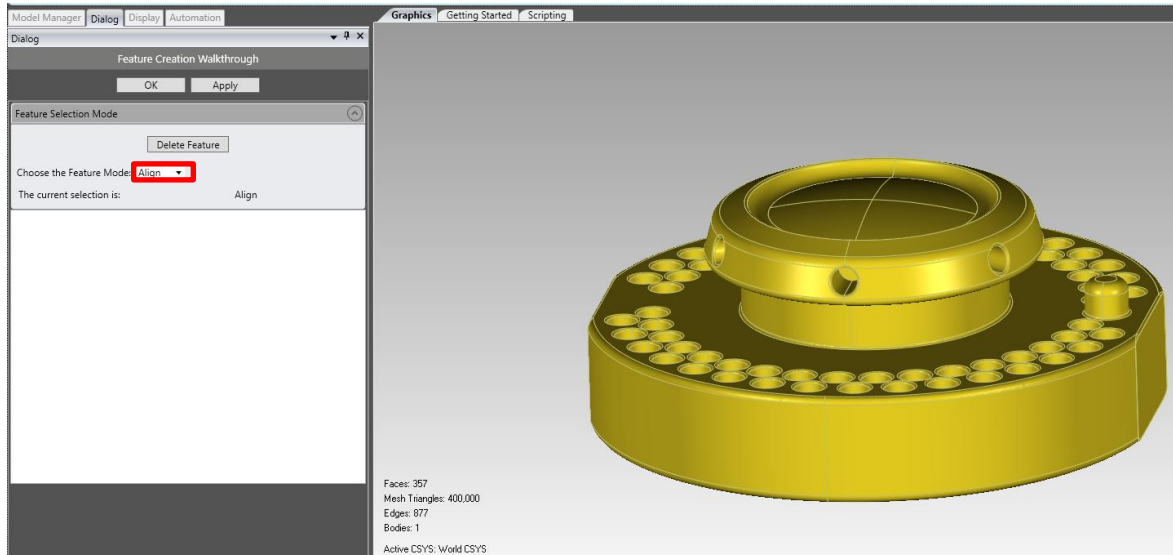 Model Manager Dialog Display Automation
Graphics Getting Started Scripting
Dialog
Feature Creation Walkthrough
OK Apply
Feature Selection Mode
Delete Feature
Choose the Feature Mode: Align
The current selection is: Align
Faces: 357
Mesh Triangles: 400,000
Edges: 877
Bodies: 1
Active CSYS: World CSYS